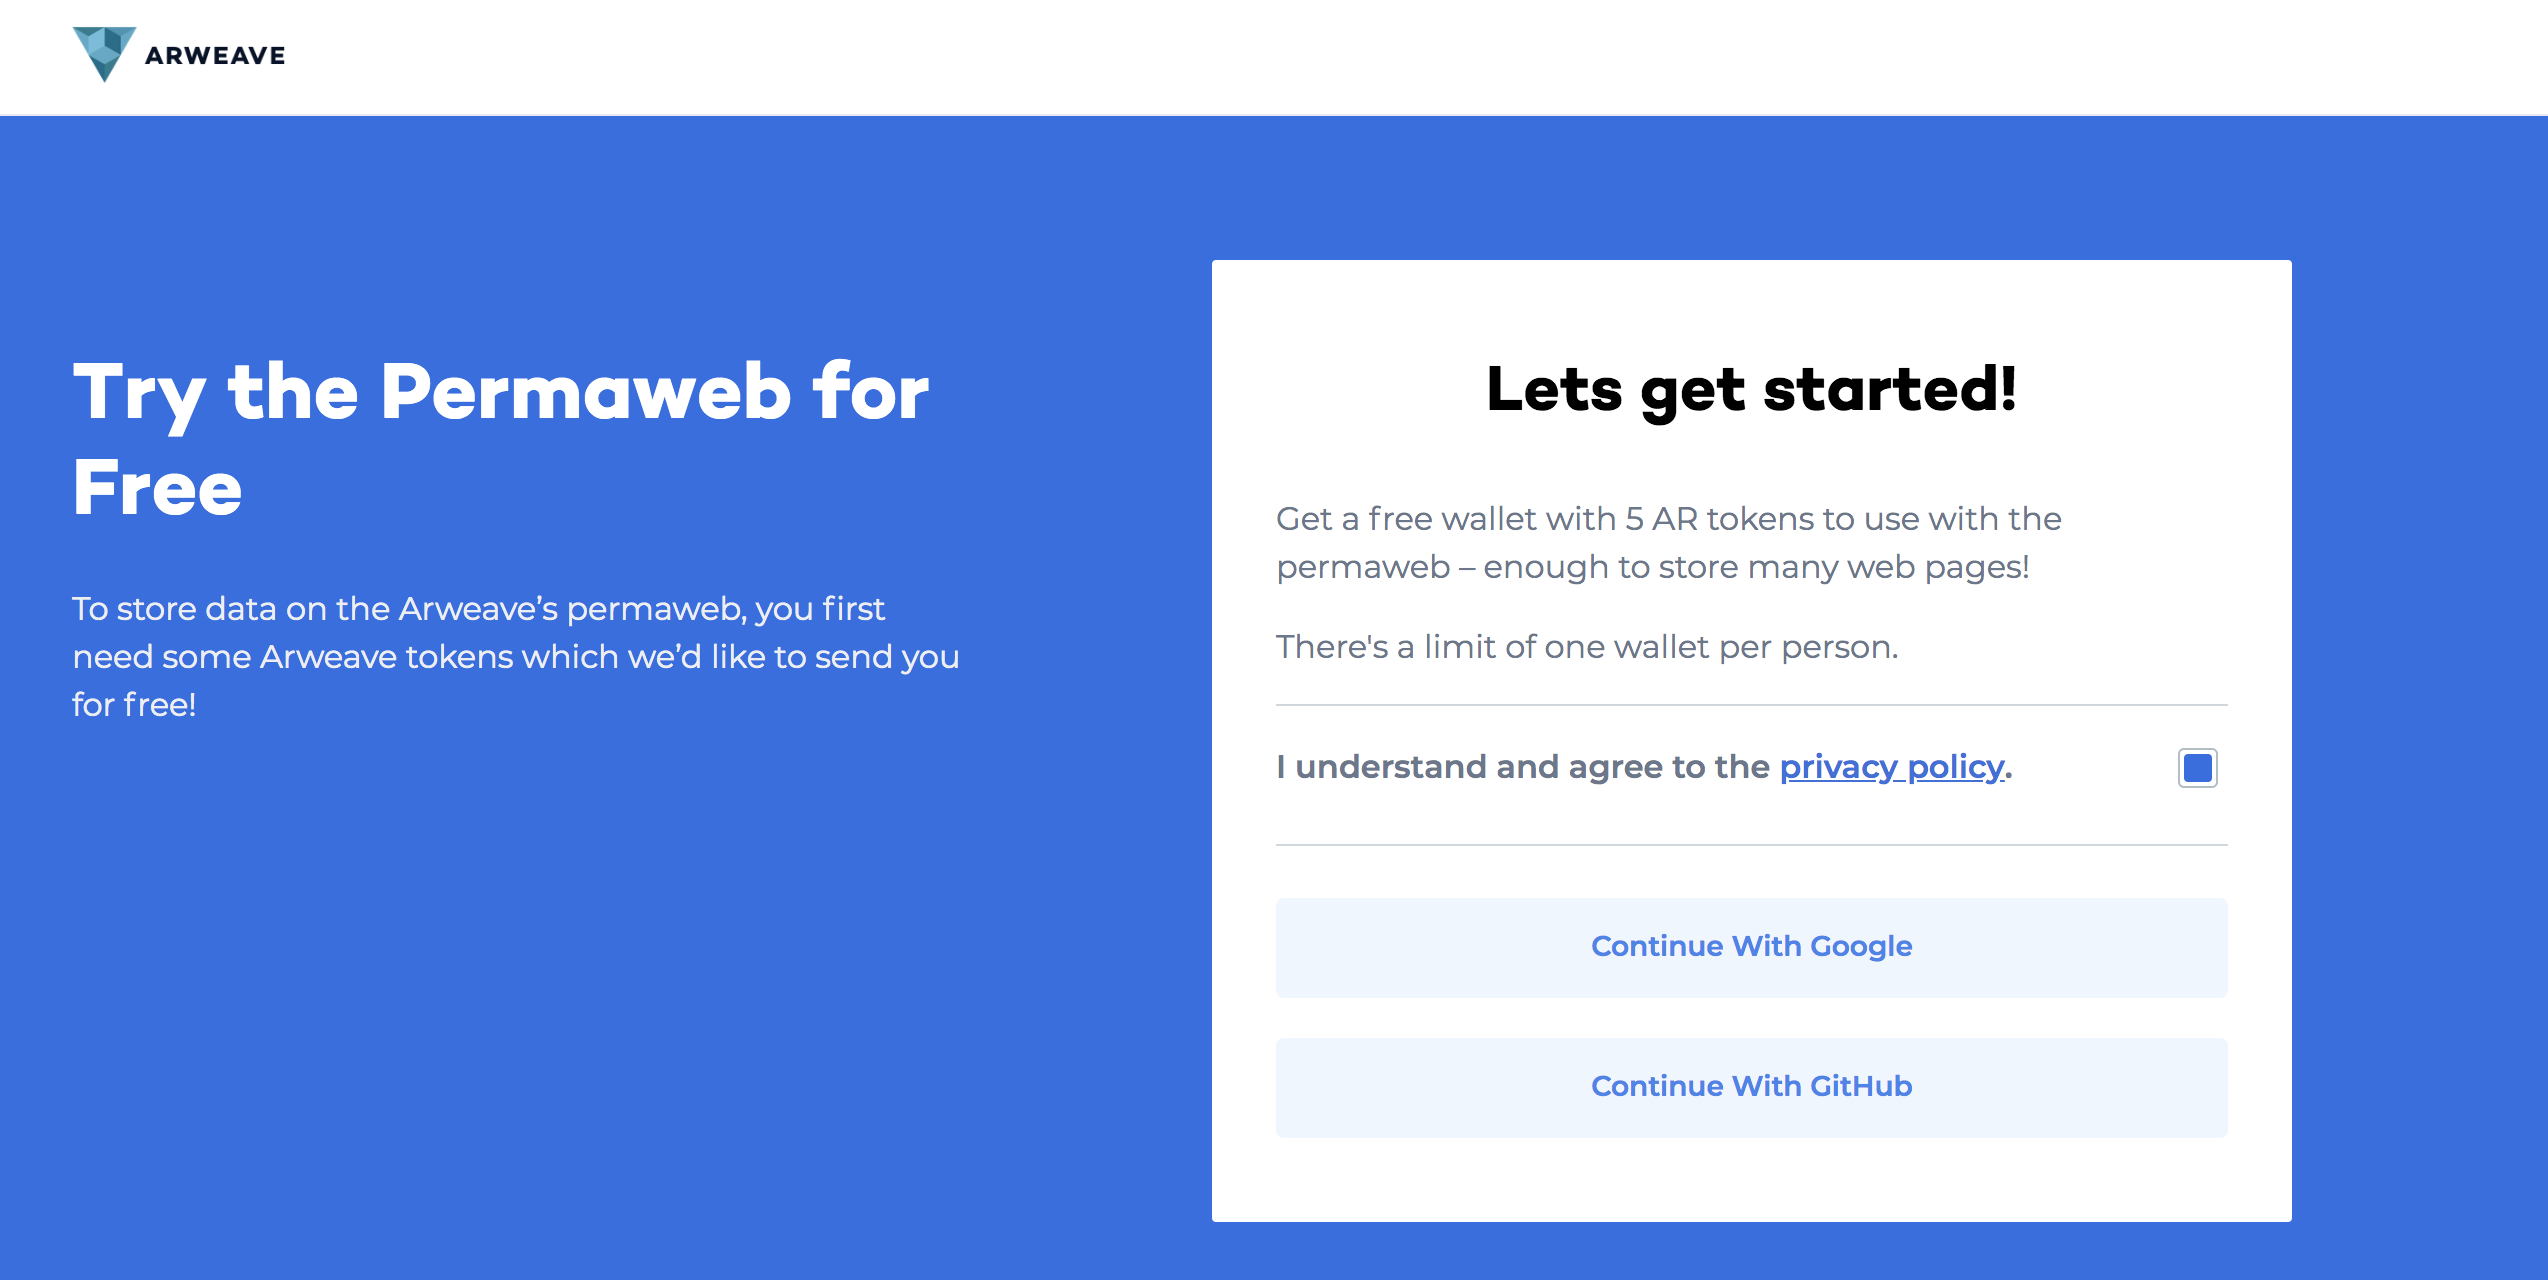 ARWEAVE
Try the Permaweb for
Free
To store data on the Arweave’s permaweb, you first
need some Arweave tokens which we’d like to send you
for free!
Lets get started!
Get a free wallet with 5 AR tokens to use with the
permaweb – enough to store many web pages!
There's a limit of one wallet per person.
I understand and agree to the privacy policy.
Continue With Google
Continue With GitHub